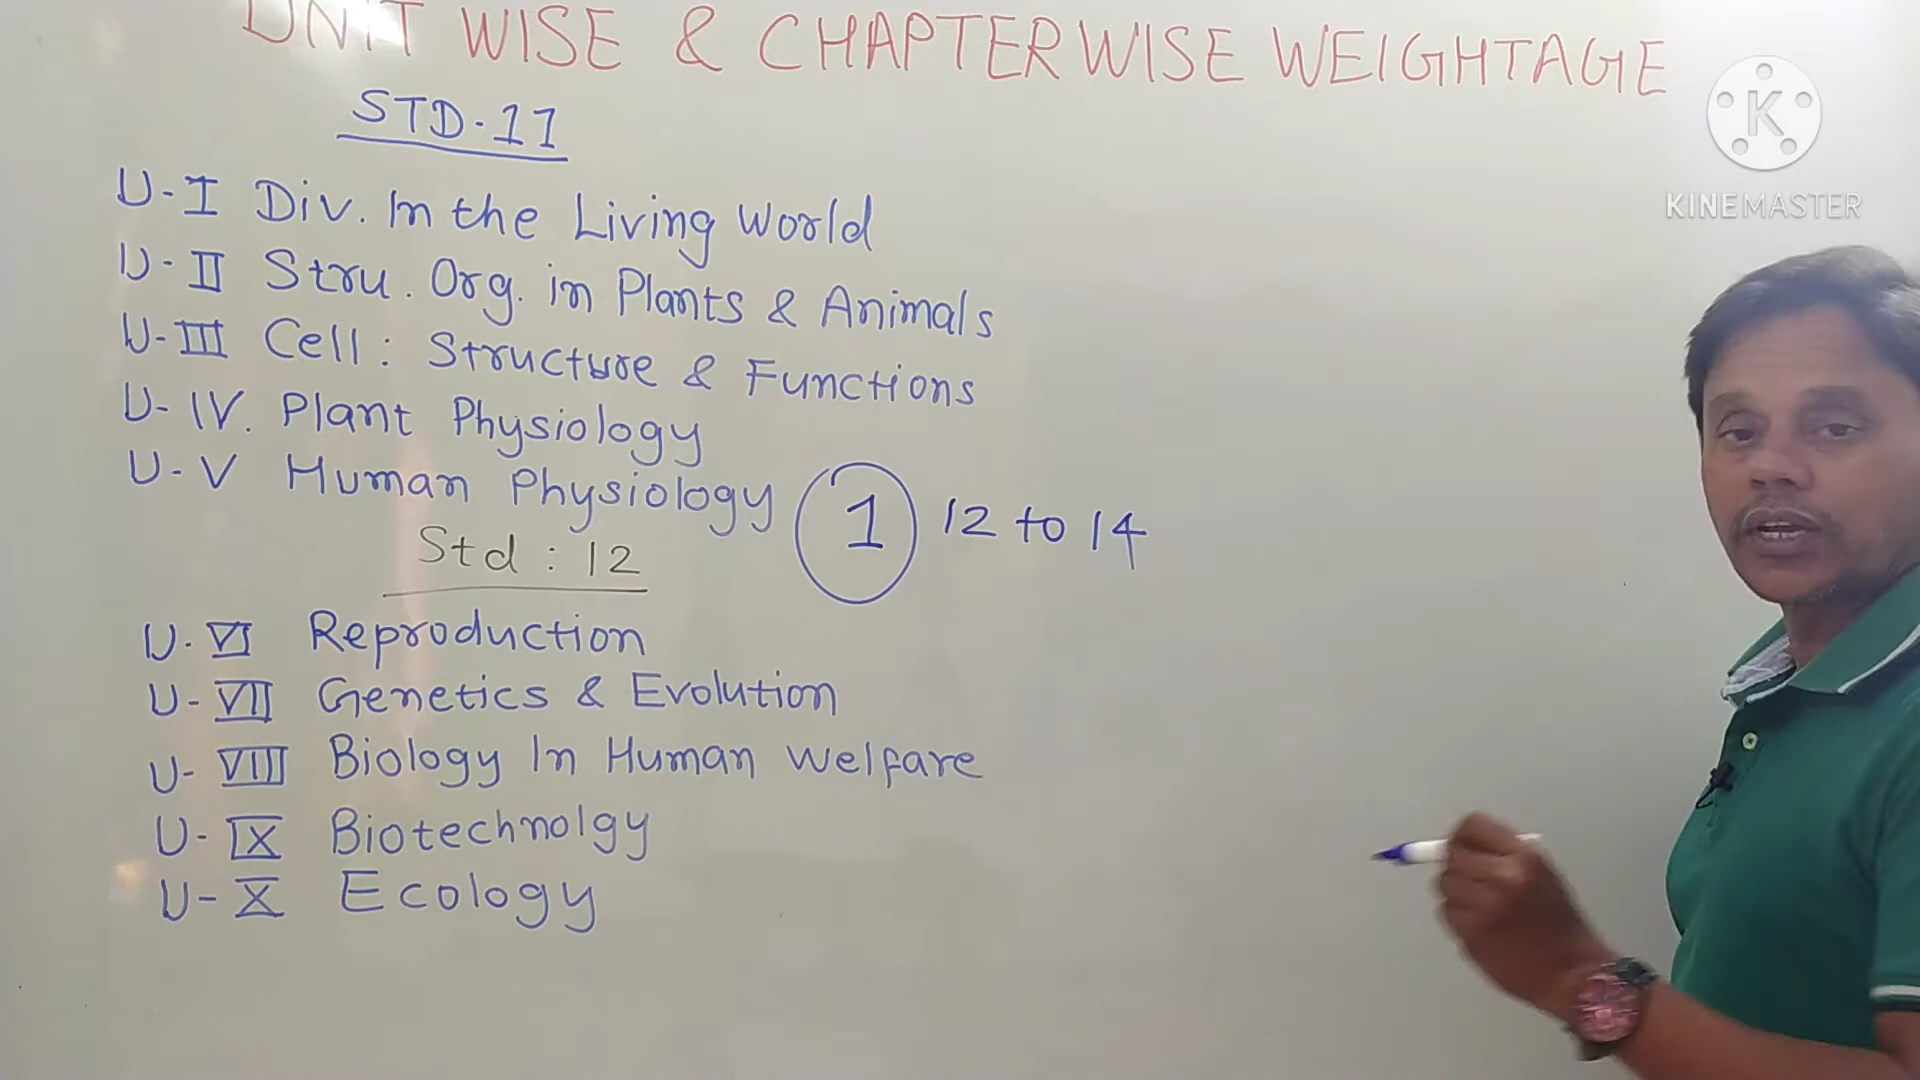 UNIT WISE & CHAPTERWISE WEIGHTAGE
STD-11
U-I Div. In the Living World
U-II Stru. Org. in Plants & Animals
U-III Cell: Structure & Functions
U-IV. Plant Physiology
U-V Human Physiology 1 12 to 14
Std: 12
U-VI Reproduction
U-VII Genetics & Evolution
U-VIII Biology In Human Welfare
U-IX Biotechnolgy
U-X Ecology
K
KINEMASTER